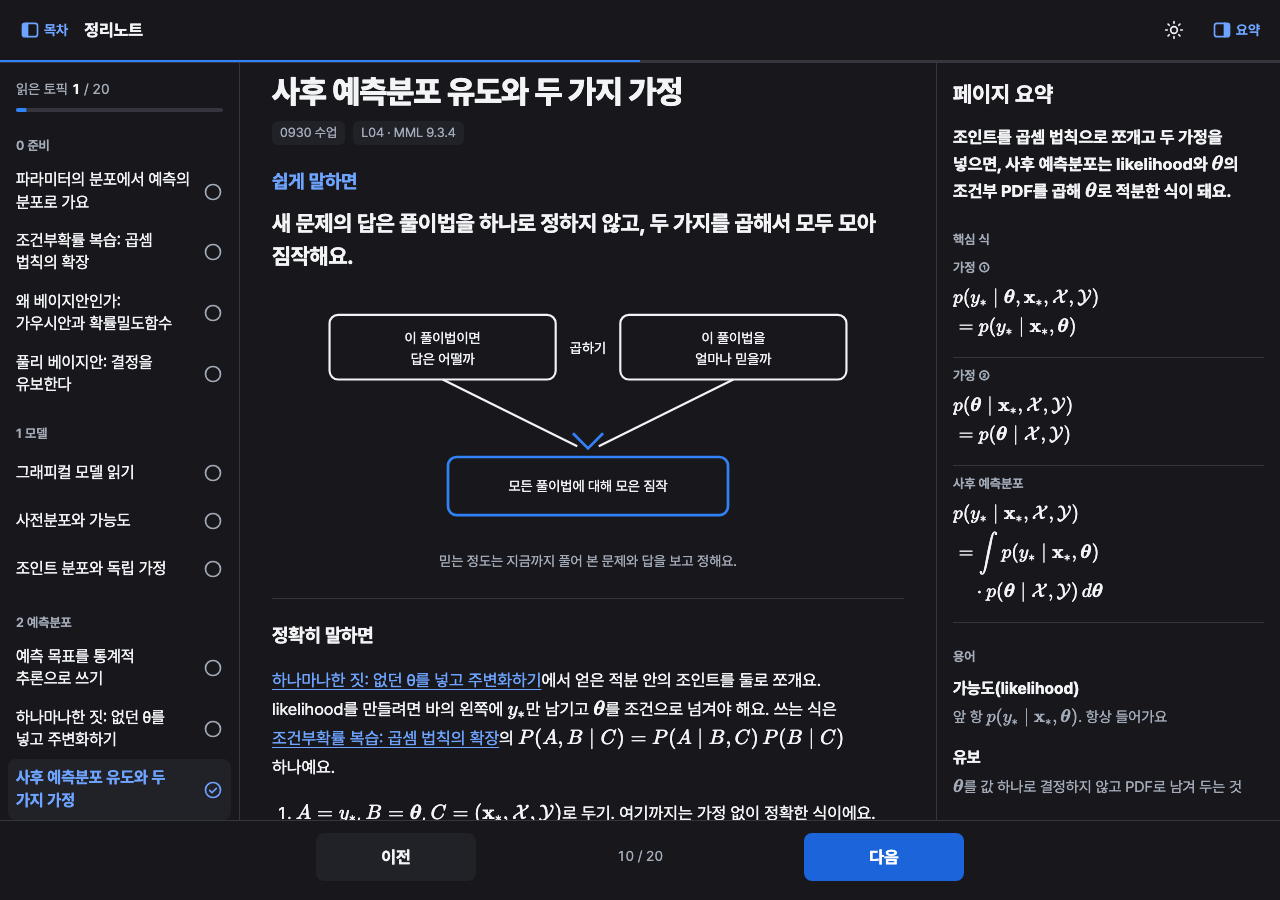 목차 정리노트
요약
읽은 토픽 1 / 20
0 준비
파라미터의 분포에서 예측의
분포로 가요
조건부확률 복습: 곱셈
법칙의 확장
왜 베이지안인가:
가우시안과 확률밀도함수
풀리 베이지안: 결정을
유보한다
1 모델
그래피컬 모델 읽기
사전분포와 가능도
조인트 분포와 독립 가정
2 예측분포
예측 목표를 통계적
추론으로 쓰기
하나마나한 짓: 없던 θ를
넣고 주변화하기
사후 예측분포 유도와 두
가지 가정
사후 예측분포 유도와 두 가지 가정
0930 수업
L04 · MML 9.3.4
쉽게 말하면
새 문제의 답은 풀이법을 하나로 정하지 않고, 두 가지를 곱해서 모두 모아
짐작해요.
이 풀이법이면
답은 어떨까
곱하기
이 풀이법을
얼마나 믿을까
모든 풀이법에 대해 모은 짐작
믿는 정도는 지금까지 풀어 본 문제와 답을 보고 정해요.
정확히 말하면
하나마나한 짓: 없던 θ를 넣고 주변화하기에서 얻은 적분 안의 조인트를 둘로 쪼개요.
likelihood를 만들려면 바의 왼쪽에 y∗만 남기고 θ를 조건으로 넘겨야 해요. 쓰는 식은
조건부확률 복습: 곱셈 법칙의 확장의 P(A, B | C) = P(A | B, C) P(B | C)
하나예요.
1. A = y∗, B = θ, C = (x∗, 𝒳, 𝒴)로 두기. 여기까지는 가정 없이 정확한 식이에요.
페이지 요약
조인트를 곱셈 법칙으로 쪼개고 두 가정을
넣으면, 사후 예측분포는 likelihood와 θ의
조건부 PDF를 곱해 θ로 적분한 식이 돼요.
핵심 식
가정 ①
p(y∗ | θ, x∗, 𝒳, 𝒴)
= p(y∗ | x∗, θ)
가정 ②
p(θ | x∗, 𝒳, 𝒴)
= p(θ | 𝒳, 𝒴)
사후 예측분포
p(y∗ | x∗, 𝒳, 𝒴)
= ∫ p(y∗ | x∗, θ)
· p(θ | 𝒳, 𝒴) dθ
용어
가능도(likelihood)
앞 항 p(y∗ | x∗, θ). 항상 들어가요
유보
θ를 값 하나로 결정하지 않고 PDF로 남겨 두는 것
이전
10 / 20
다음